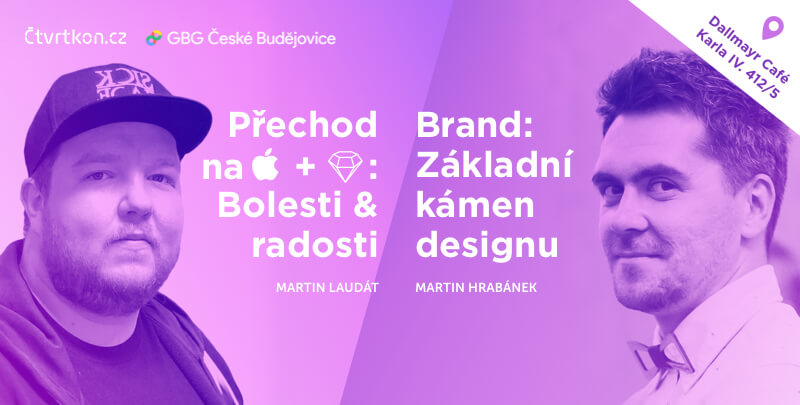 Čtvrtkon.cz
GBG České Budějovice
Dallmayr Café
Karla IV. 412/5
Přechod
na + :
Bolesti &
radosti
MARTIN LAUDÁT
Brand:
Základní
kámen
designu
MARTIN HRABÁNEK